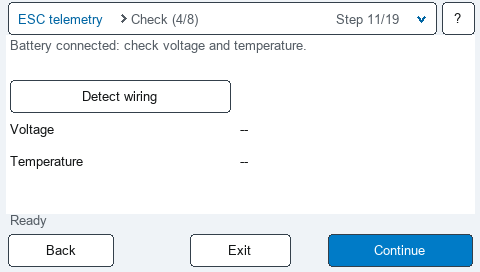 ESC telemetry > Check (4/8) Step 11/19 ?
Battery connected: check voltage and temperature.
Detect wiring
Voltage --
Temperature --
Ready
Back Exit Continue